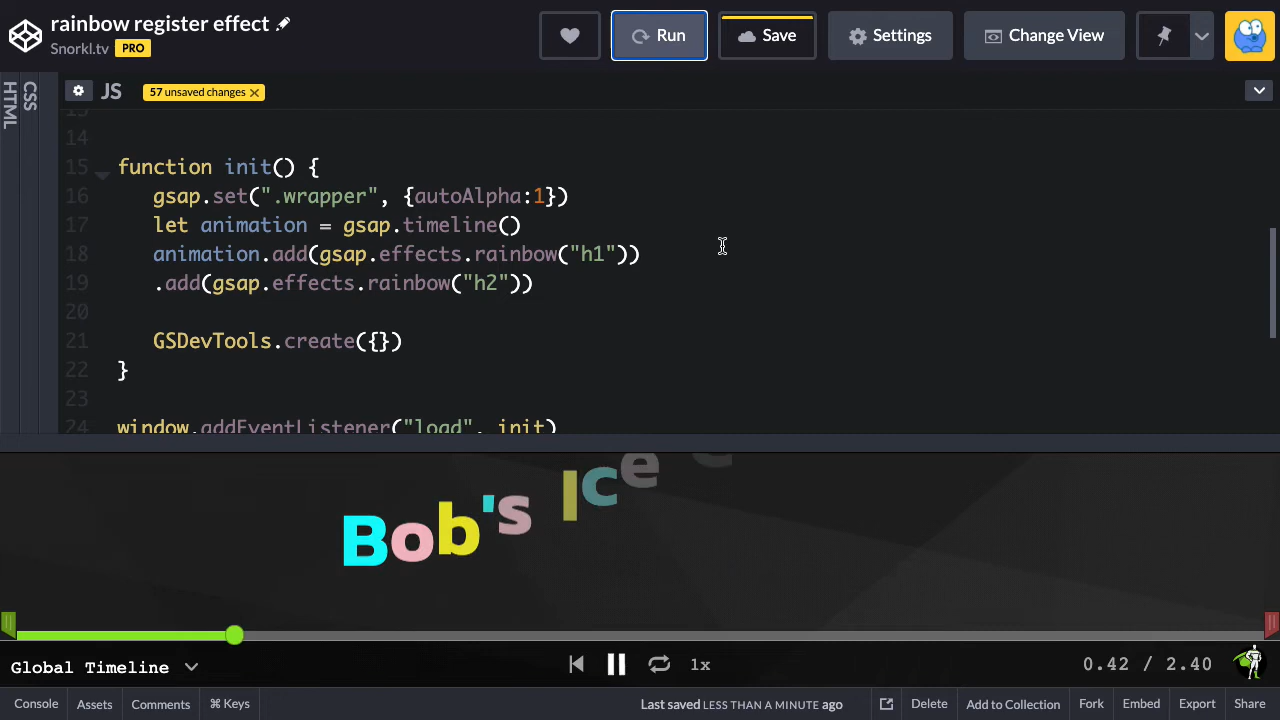 rainbow register effect
Snorkl.tv PRO
Run
Save
Settings
Change View
HTML
CSS
JS
57 unsaved changes
13
14
15 function init() {
16 gsap.set(".wrapper", {autoAlpha:1})
17 let animation = gsap.timeline()
18 animation.add(gsap.effects.rainbow("h1"))
19 .add(gsap.effects.rainbow("h2"))
20
21 GSDevTools.create({})
22 }
23
24 window.addEventListener("load", init)
Bob's Ice
Global Timeline
1x
0.42 / 2.40
Console
Assets
Comments
⌘ Keys
Last saved LESS THAN A MINUTE ago
Delete
Add to Collection
Fork
Embed
Export
Share